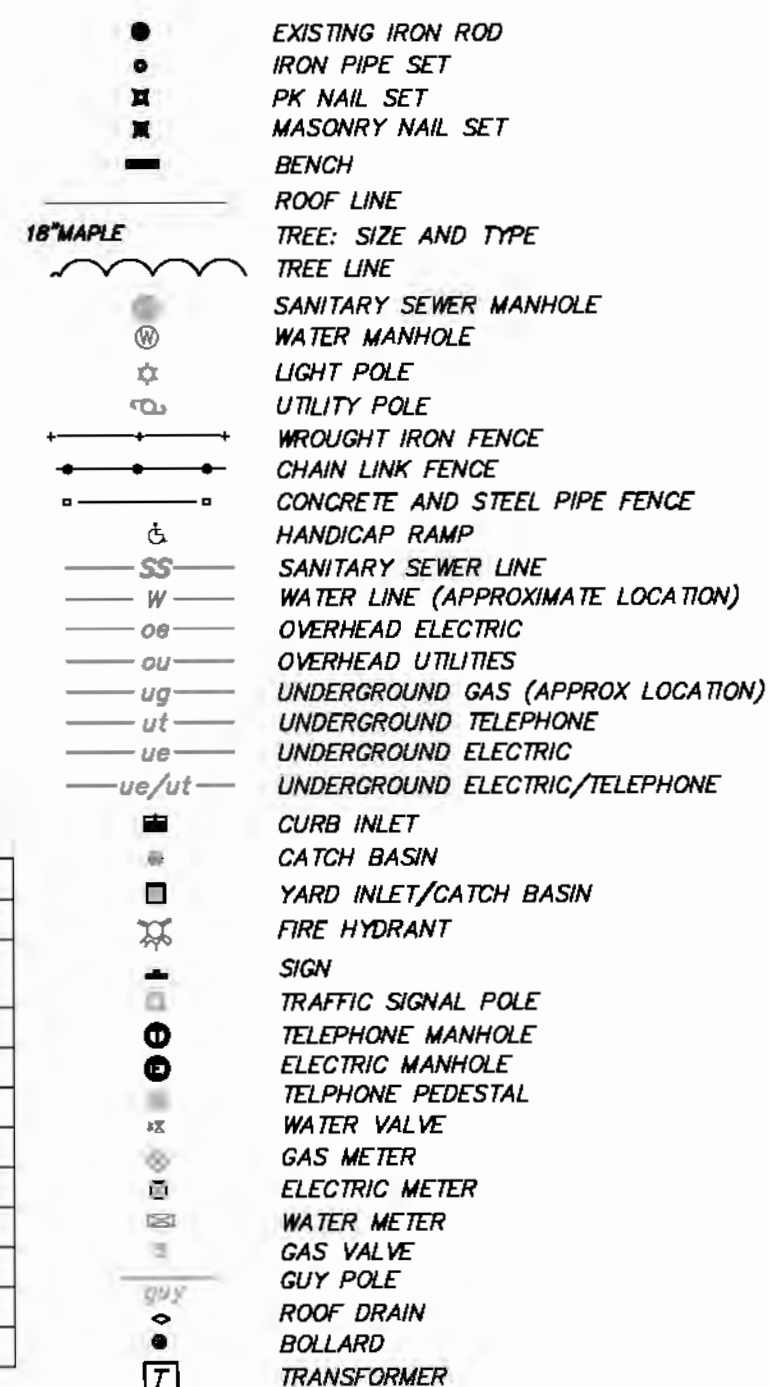 EXISTING IRON ROD
IRON PIPE SET
PK NAIL SET
MASONRY NAIL SET
BENCH
ROOF LINE
18"MAPLE TREE: SIZE AND TYPE
TREE LINE
SANITARY SEWER MANHOLE
W WATER MANHOLE
LIGHT POLE
UTILITY POLE
WROUGHT IRON FENCE
CHAIN LINK FENCE
CONCRETE AND STEEL PIPE FENCE
HANDICAP RAMP
SS SANITARY SEWER LINE
W WATER LINE (APPROXIMATE LOCATION)
oe OVERHEAD ELECTRIC
ou OVERHEAD UTILITIES
ug UNDERGROUND GAS (APPROX LOCATION)
ut UNDERGROUND TELEPHONE
ue UNDERGROUND ELECTRIC
ue/ut UNDERGROUND ELECTRIC/TELEPHONE
CURB INLET
CATCH BASIN
YARD INLET/CATCH BASIN
FIRE HYDRANT
SIGN
TRAFFIC SIGNAL POLE
T TELEPHONE MANHOLE
E ELECTRIC MANHOLE
TELPHONE PEDESTAL
WATER VALVE
GAS METER
ELECTRIC METER
WATER METER
GAS VALVE
guy GUY POLE
ROOF DRAIN
BOLLARD
T TRANSFORMER